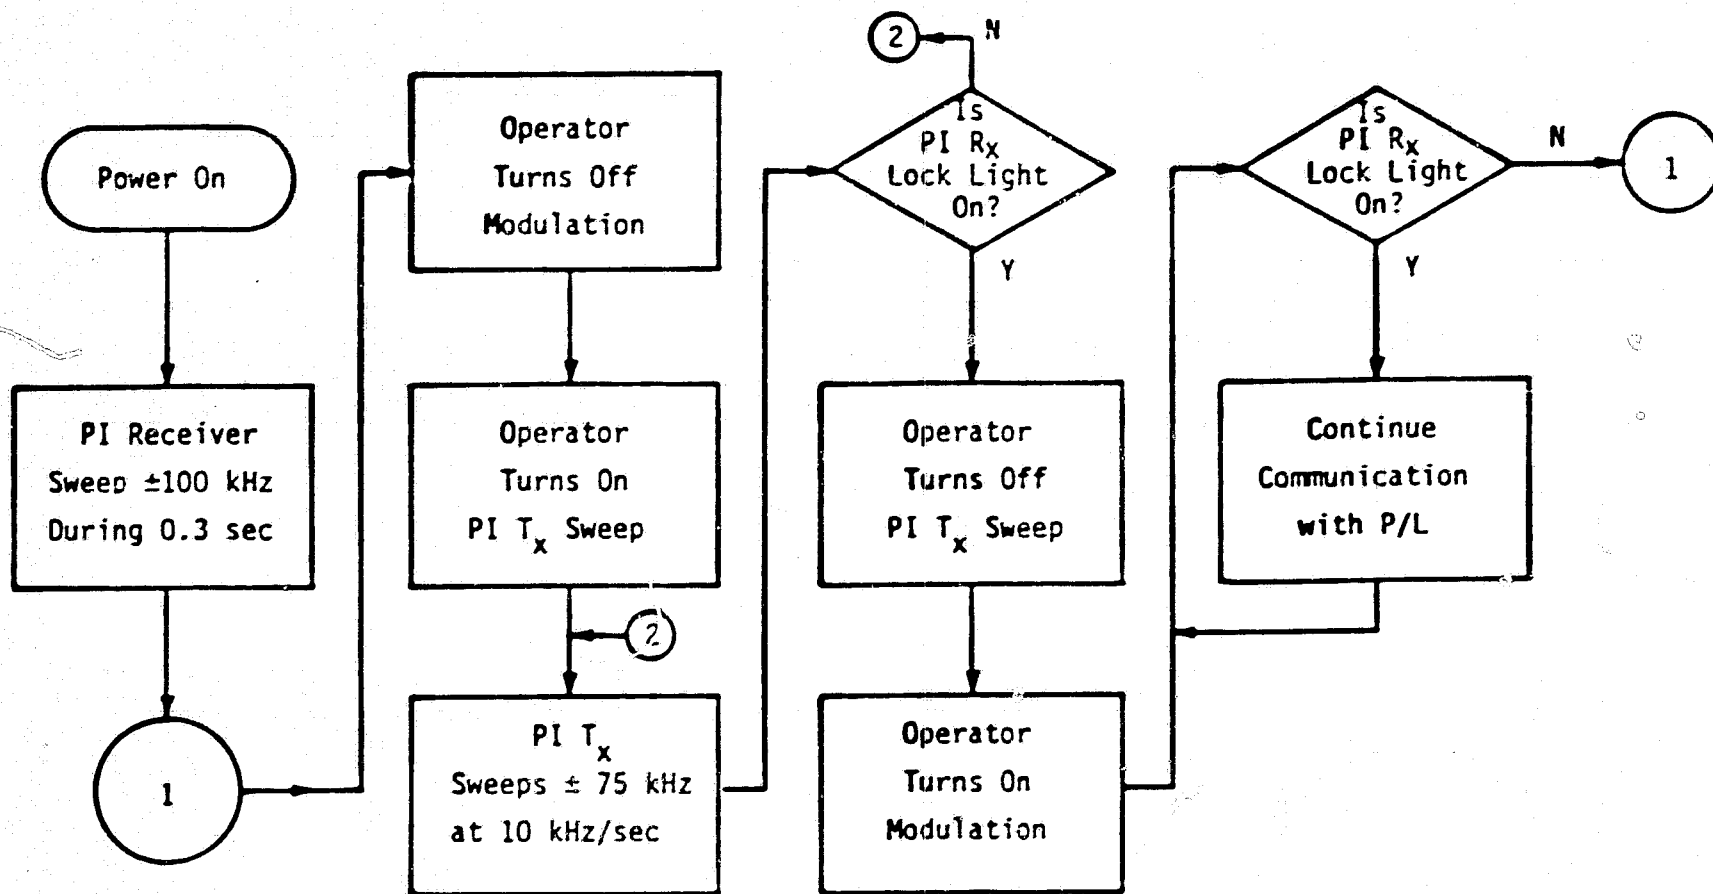 Power On
PI Receiver
Sweep ±100 kHz
During 0.3 sec
1
Operator
Turns Off
Modulation
Operator
Turns On
PI Tx Sweep
2
PI Tx
Sweeps ± 75 kHz
at 10 kHz/sec
2
N
Is
PI Rx
Lock Light
On?
Y
Operator
Turns Off
PI Tx Sweep
Operator
Turns On
Modulation
Is
PI Rx
Lock Light
On?
N
1
Y
Continue
Communication
with P/L